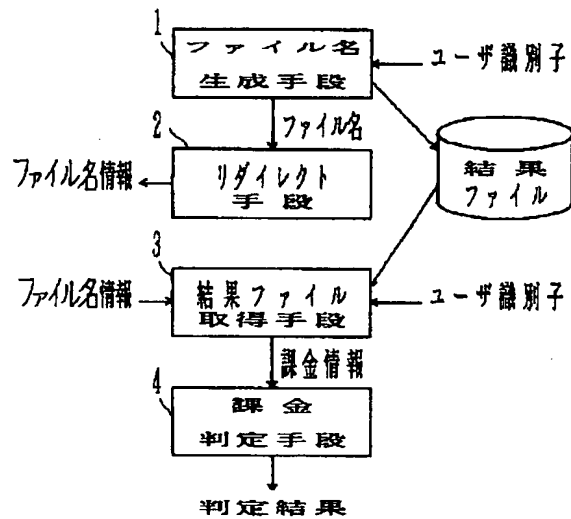 1
ファイル名
生成手段
ユーザ識別子
ファイル名
2
リダイレクト
手段
ファイル名情報
結果
ファイル
3
ファイル名情報
結果ファイル
取得手段
ユーザ識別子
課金情報
4
課金
判定手段
判定結果